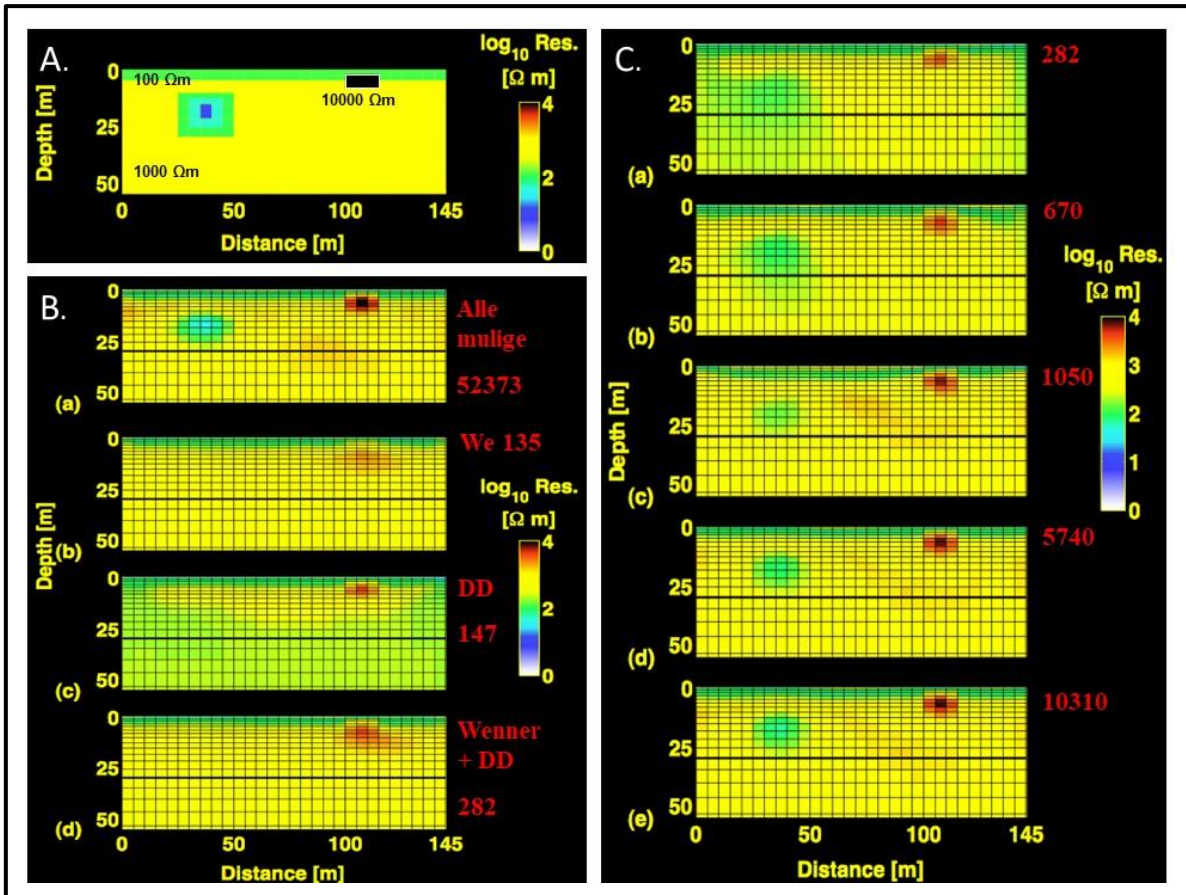 A.
log10 Res.
[Ω m]
0
25
50
Depth [m]
100 Ωm
10000 Ωm
1000 Ωm
0 50 100 145
Distance [m]
4
3
2
1
0
B.
0
25
50
(a)
Alle
mulige
52373
0
25
50
(b)
We 135
Depth [m]
log10 Res.
[Ω m]
4
3
2
1
0
0
25
50
(c)
DD
147
0
25
50
(d)
Wenner
+ DD
282
0 50 100 145
Distance [m]
C.
0
25
50
(a)
282
0
25
50
(b)
670
log10 Res.
[Ω m]
4
3
2
1
0
Depth [m]
0
25
50
(c)
1050
0
25
50
(d)
5740
0
25
50
(e)
10310
0 50 100 145
Distance [m]